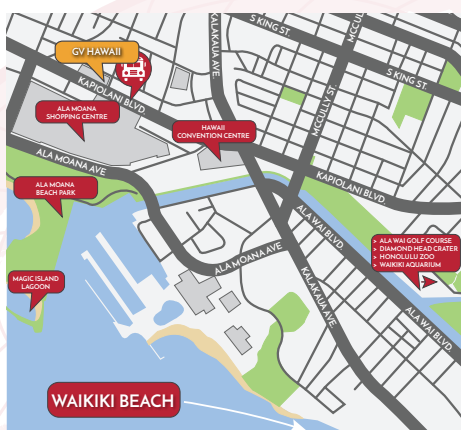 KALAKAUA AVE.
S KING ST.
MCCULLY ST.
GV HAWAII
S KING ST.
KAPIOLANI BLVD.
ALA MOANA
SHOPPING CENTRE
HAWAII
CONVENTION CENTRE
ALA MOANA AVE.
KAPIOLANI BLVD.
ALA MOANA
BEACH PARK
ALA WAI BLVD.
ALA MOANA AVE.
> ALA WAI GOLF COURSE
> DIAMOND HEAD CRATER
> HONOLULU ZOO
> WAIKIKI AQUARIUM
MAGIC ISLAND
LAGOON
KALAKAUA AVE.
ALA WAI BLVD.
WAIKIKI BEACH
MCCULLY